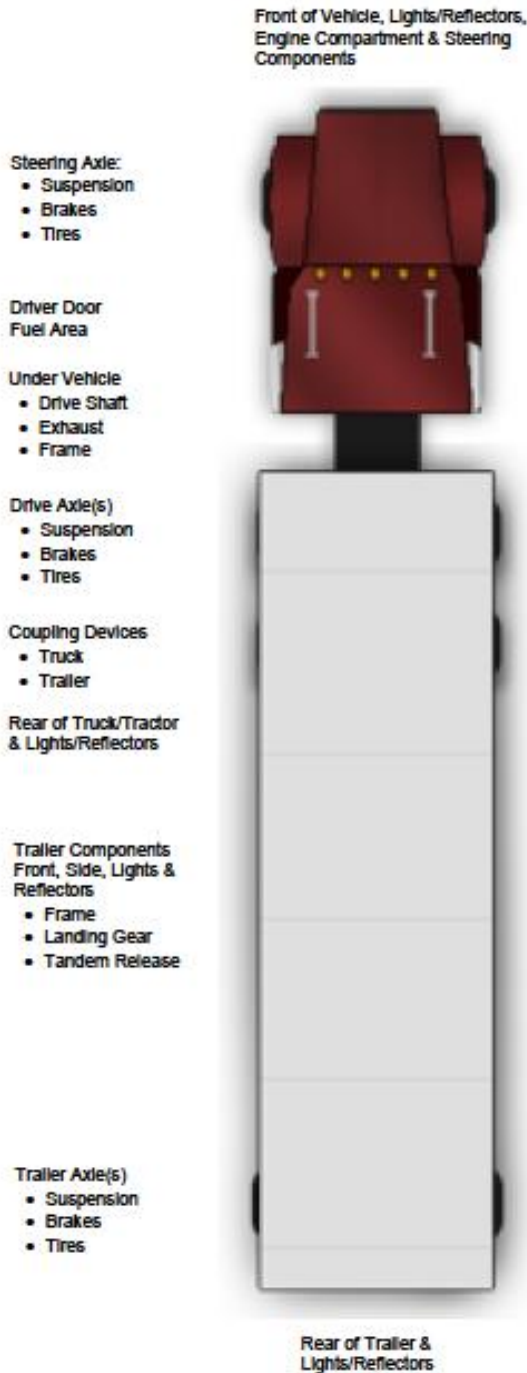 Front of Vehicle, Lights/Reflectors,
Engine Compartment & Steering
Components
Steering Axle:
• Suspension
• Brakes
• Tires
Driver Door
Fuel Area
Under Vehicle
• Drive Shaft
• Exhaust
• Frame
Drive Axle(s)
• Suspension
• Brakes
• Tires
Coupling Devices
• Truck
• Trailer
Rear of Truck/Tractor
& Lights/Reflectors
Trailer Components
Front, Side, Lights &
Reflectors
• Frame
• Landing Gear
• Tandem Release
Trailer Axle(s)
• Suspension
• Brakes
• Tires
Rear of Trailer &
Lights/Reflectors